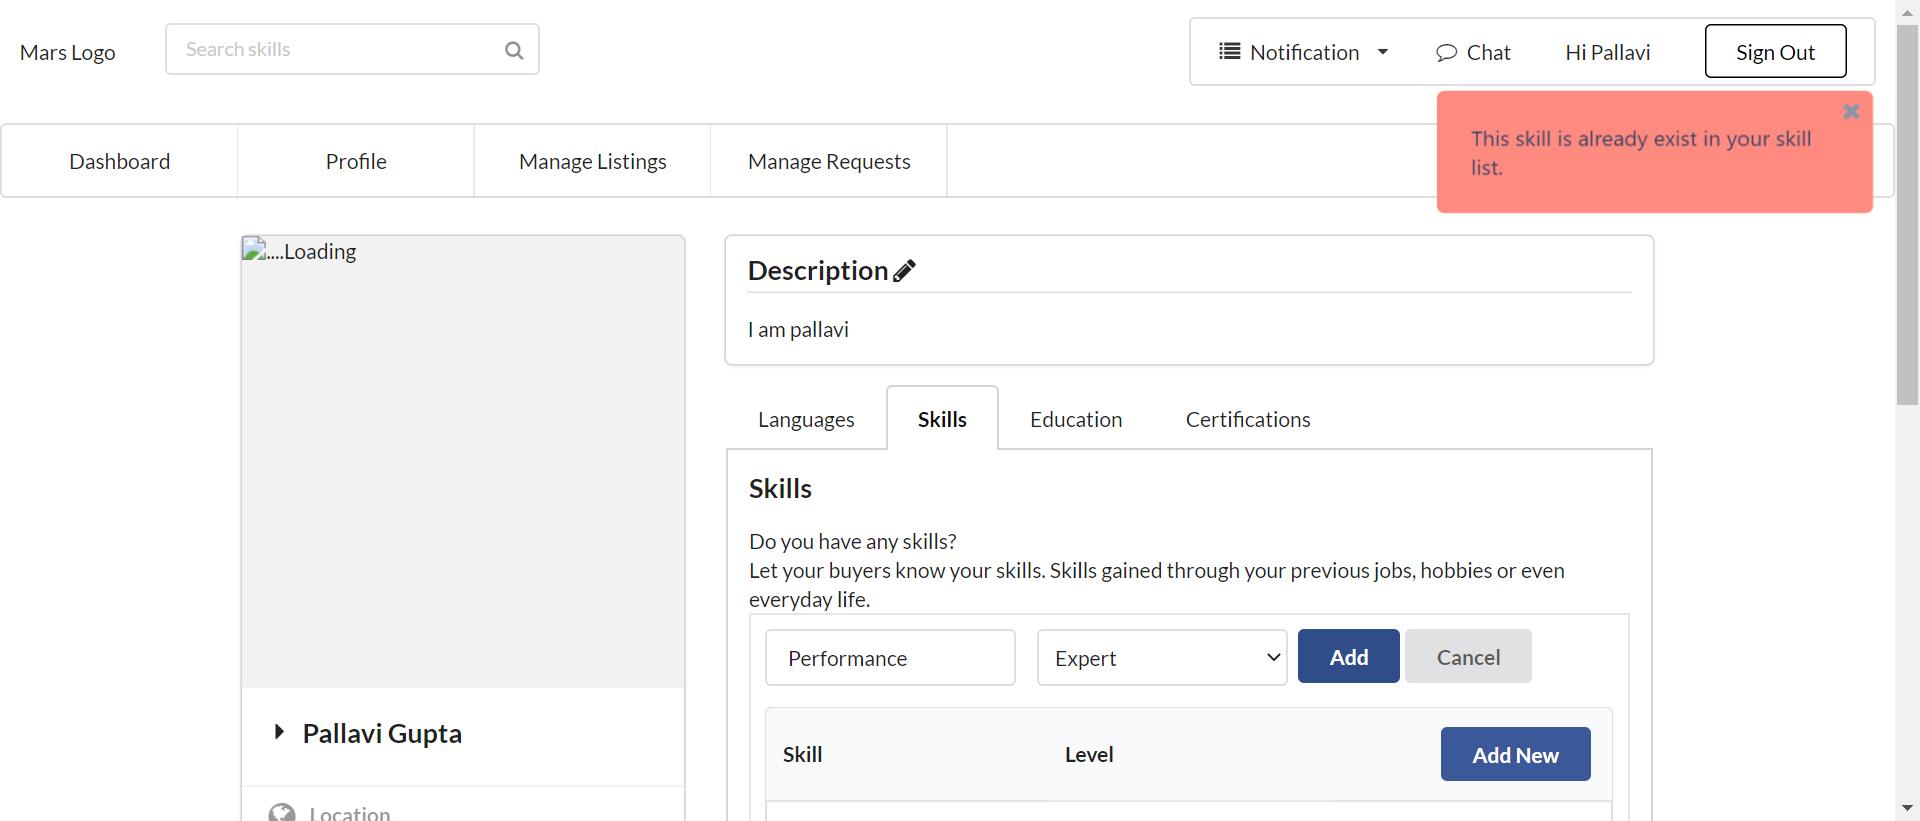 Mars Logo
Search skills
Notification
Chat
Hi Pallavi
Sign Out
This skill is already exist in your skill
list.
Dashboard
Profile
Manage Listings
Manage Requests
....Loading
Pallavi Gupta
Location
Description
I am pallavi
Languages
Skills
Education
Certifications
Skills
Do you have any skills?
Let your buyers know your skills. Skills gained through your previous jobs, hobbies or even
everyday life.
Performance
Expert
Add
Cancel
Skill
Level
Add New